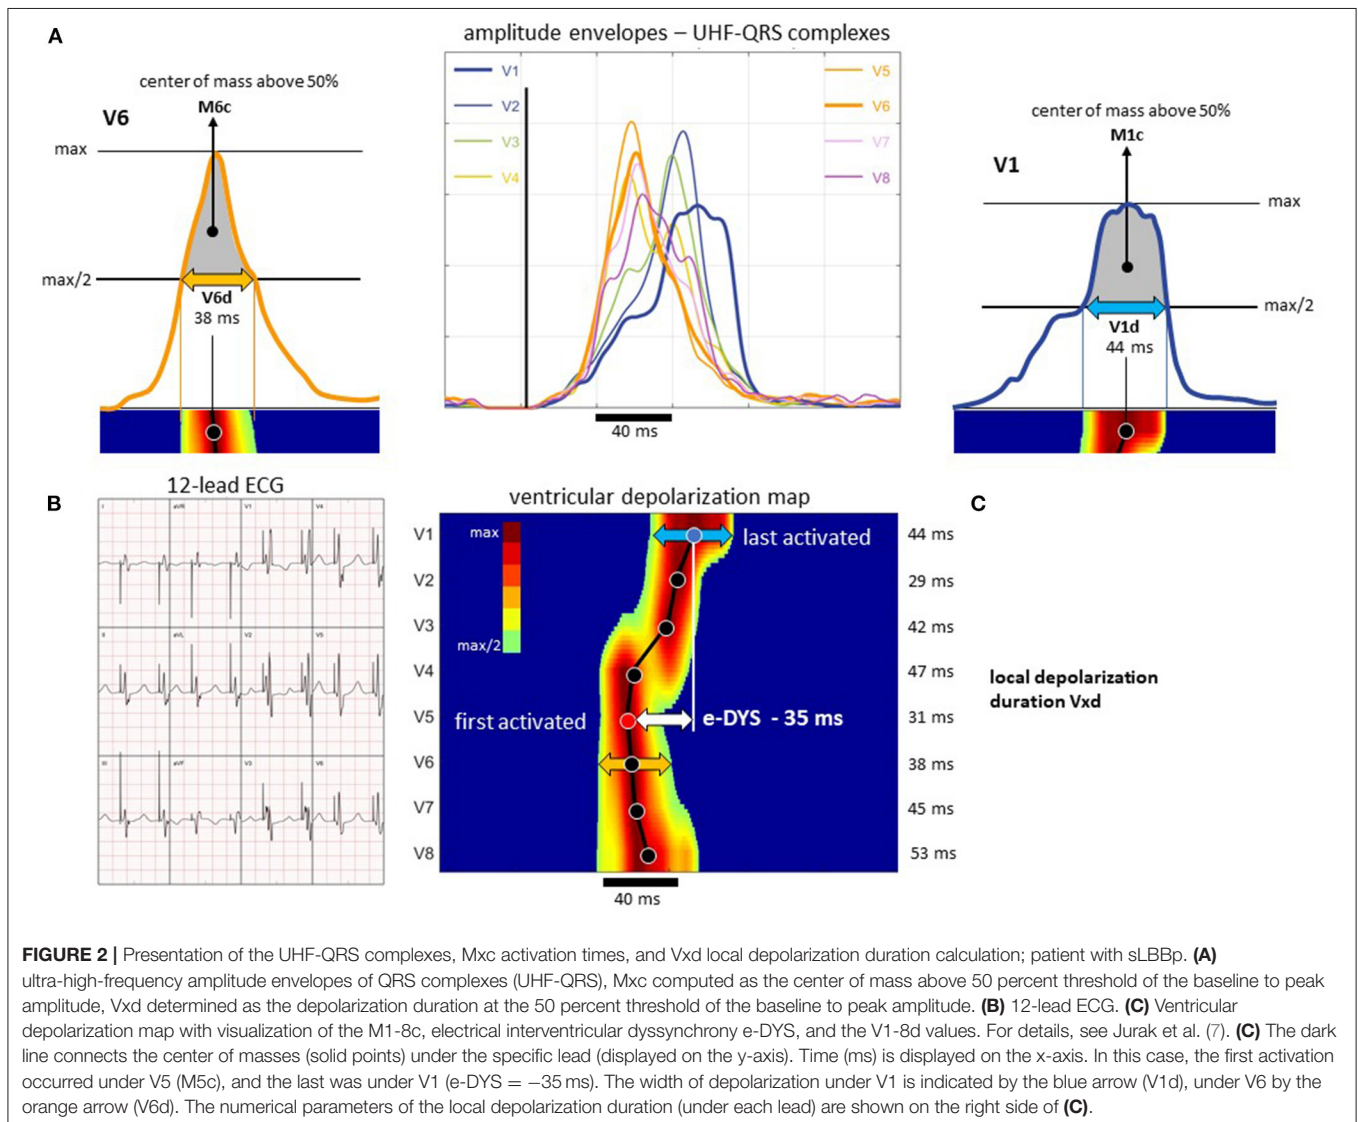 A
amplitude envelopes – UHF-QRS complexes
center of mass above 50%
M6c
V6
max
max/2
V6d
38 ms
V1
V2
V3
V4
V5
V6
V7
V8
40 ms
center of mass above 50%
M1c
V1
max
max/2
V1d
44 ms
B
12-lead ECG
I
aVR
V1
V4
II
aVL
V2
V5
III
aVF
V3
V6
ventricular depolarization map
C
V1
V2
V3
V4
V5
V6
V7
V8
max
max/2
last activated
first activated
e-DYS - 35 ms
44 ms
29 ms
42 ms
47 ms
31 ms
38 ms
45 ms
53 ms
local depolarization
duration Vxd
40 ms
FIGURE 2 | Presentation of the UHF-QRS complexes, Mxc activation times, and Vxd local depolarization duration calculation; patient with sLBBp. (A)
ultra-high-frequency amplitude envelopes of QRS complexes (UHF-QRS), Mxc computed as the center of mass above 50 percent threshold of the baseline to peak
amplitude, Vxd determined as the depolarization duration at the 50 percent threshold of the baseline to peak amplitude. (B) 12-lead ECG. (C) Ventricular
depolarization map with visualization of the M1-8c, electrical interventricular dyssynchrony e-DYS, and the V1-8d values. For details, see Jurak et al. (7). (C) The dark
line connects the center of masses (solid points) under the specific lead (displayed on the y-axis). Time (ms) is displayed on the x-axis. In this case, the first activation
occurred under V5 (M5c), and the last was under V1 (e-DYS = −35 ms). The width of depolarization under V1 is indicated by the blue arrow (V1d), under V6 by the
orange arrow (V6d). The numerical parameters of the local depolarization duration (under each lead) are shown on the right side of (C).